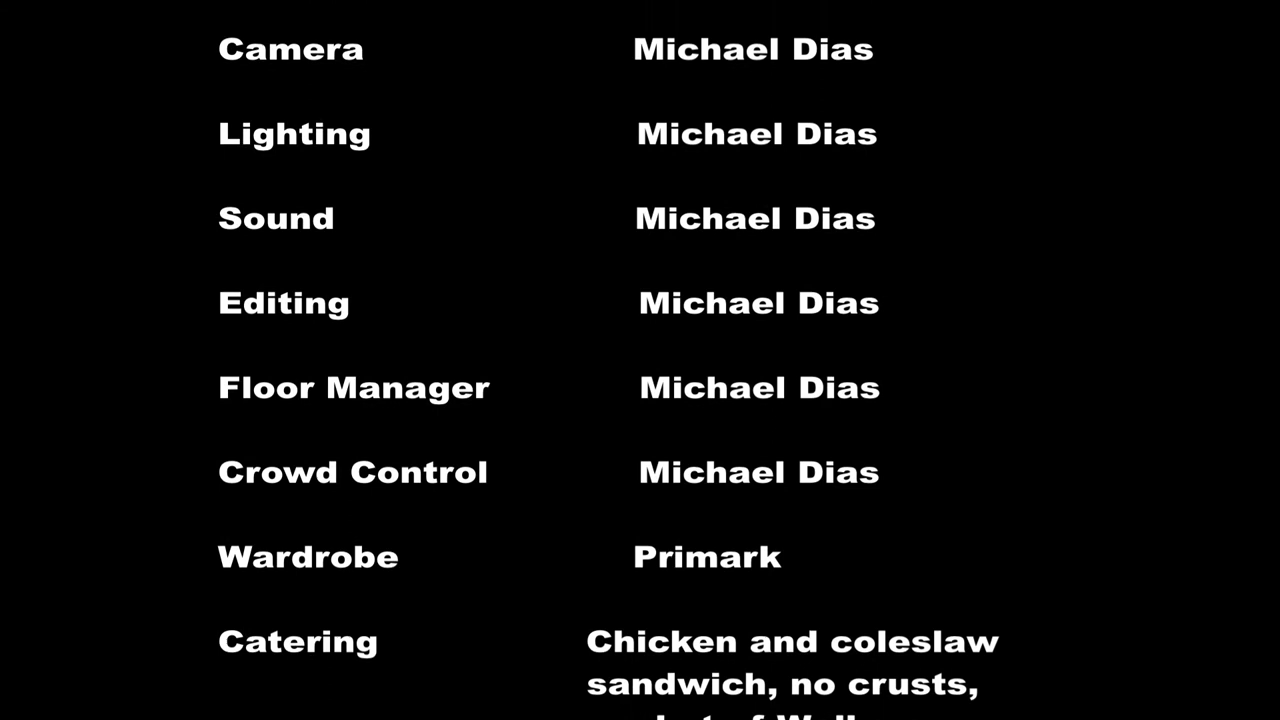 Camera Michael Dias
Lighting Michael Dias
Sound Michael Dias
Editing Michael Dias
Floor Manager Michael Dias
Crowd Control Michael Dias
Wardrobe Primark
Catering Chicken and coleslaw
sandwich, no crusts,
of